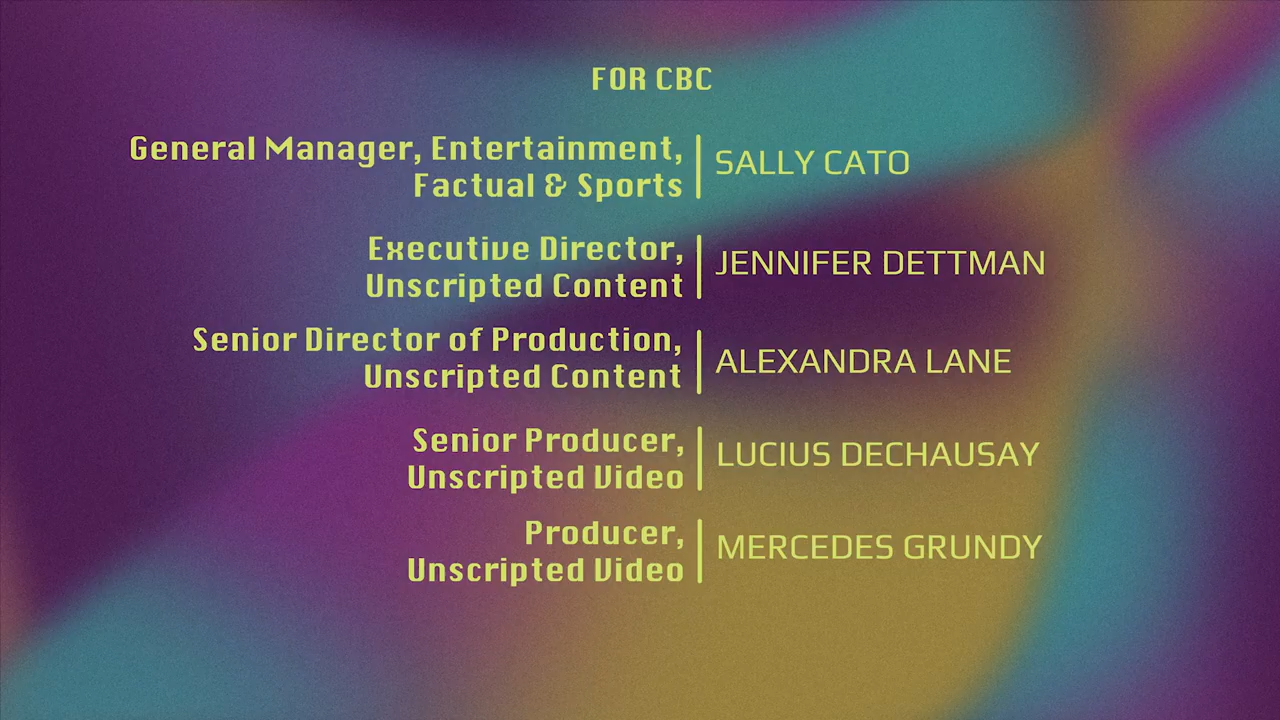 FOR CBC
General Manager, Entertainment,
Factual & Sports
SALLY CATO
Executive Director,
Unscripted Content
JENNIFER DETTMAN
Senior Director of Production,
Unscripted Content
ALEXANDRA LANE
Senior Producer,
Unscripted Video
LUCIUS DECHAUSAY
Producer,
Unscripted Video
MERCEDES GRUNDY